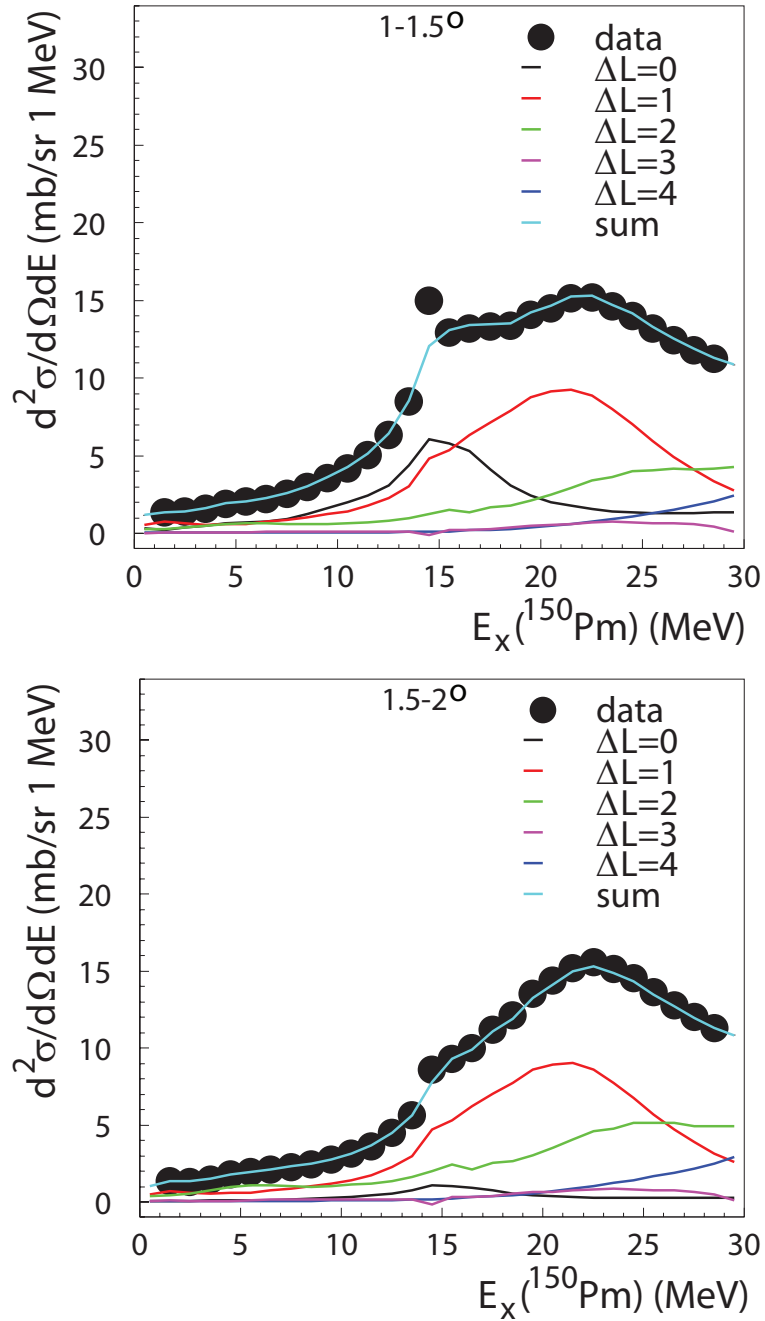 1-1.5°
data
ΔL=0
ΔL=1
ΔL=2
ΔL=3
ΔL=4
sum
d²σ/dΩdE (mb/sr 1 MeV)
30
25
20
15
10
5
0
0 5 10 15 20 25 30
Eₓ(¹⁵⁰Pm) (MeV)
1.5-2°
data
ΔL=0
ΔL=1
ΔL=2
ΔL=3
ΔL=4
sum
d²σ/dΩdE (mb/sr 1 MeV)
30
25
20
15
10
5
0
0 5 10 15 20 25 30
Eₓ(¹⁵⁰Pm) (MeV)